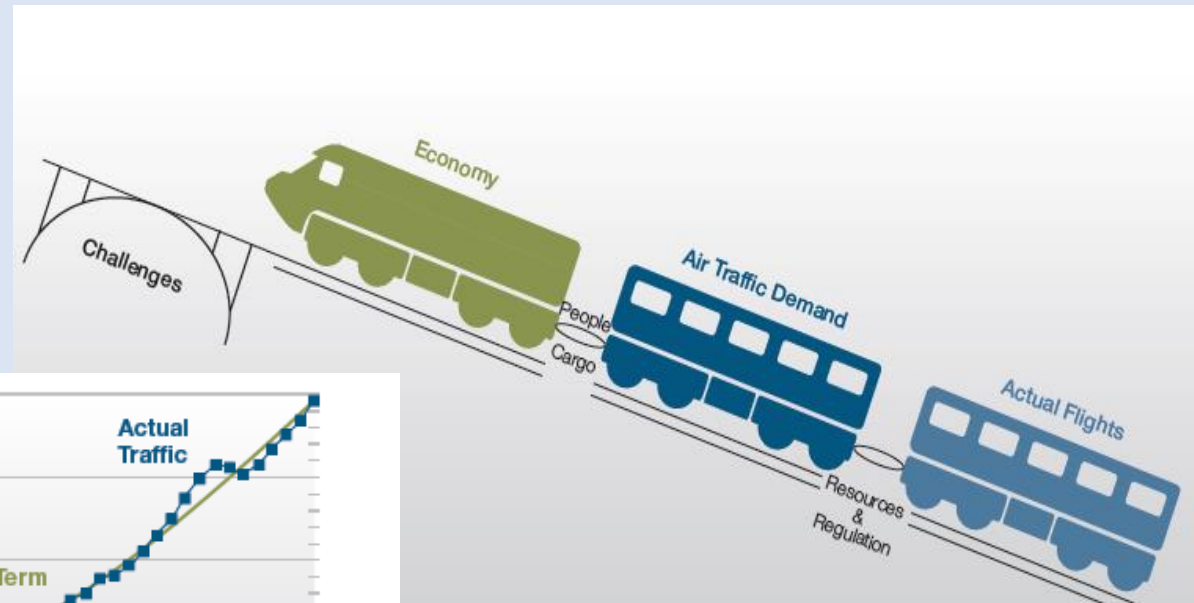 Economy
Challenges
Air Traffic Demand
People
Cargo
Actual Flights
Resources
&
Regulation
Actual
Traffic
Term